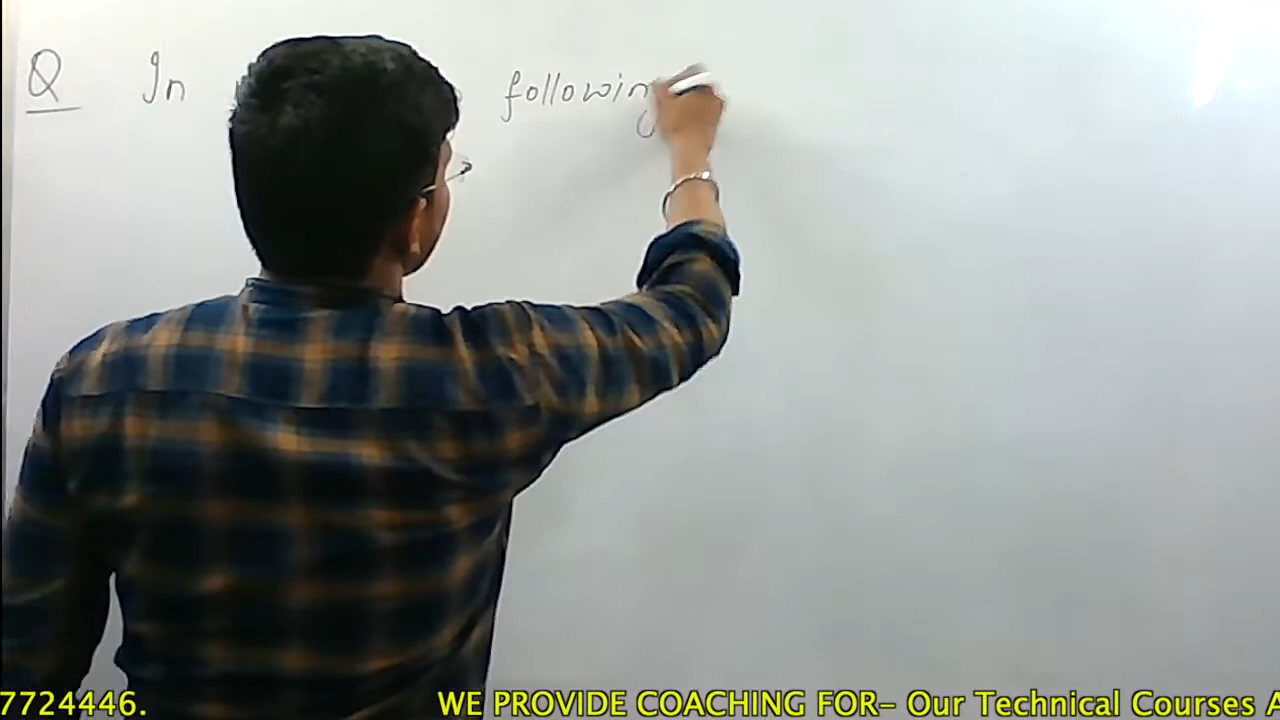 Q In following
7724446. WE PROVIDE COACHING FOR- Our Technical Courses A